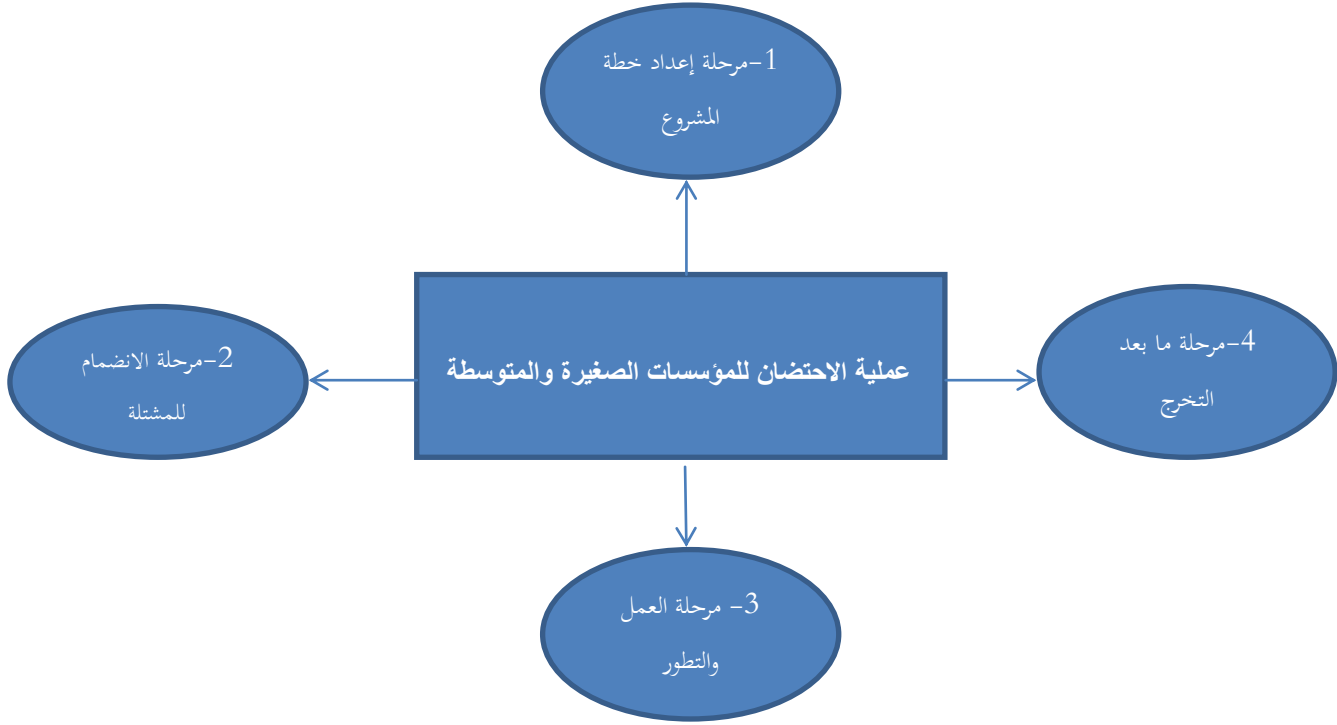 1-مرحلة إعداد خطة
المشروع
عملية الاحتضان للمؤسسات الصغيرة والمتوسطة
2-مرحلة الانضمام
للمشتلة
4-مرحلة ما بعد
التخرج
3- مرحلة العمل
والتطور